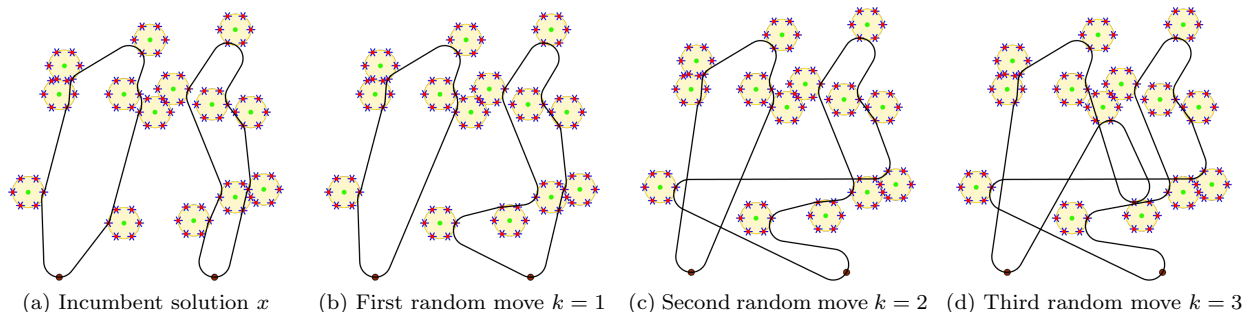 (a) Incumbent solution x
(b) First random move k = 1
(c) Second random move k = 2
(d) Third random move k = 3